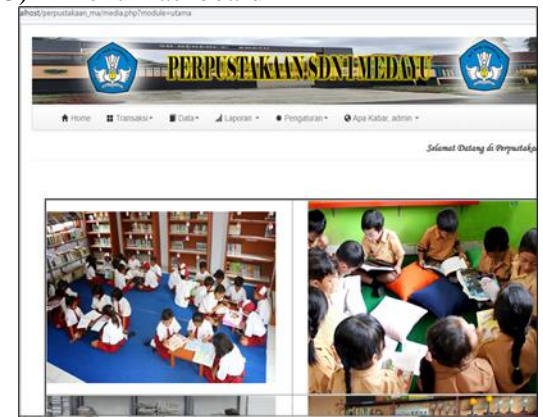 alhost/perpustakaan_ma/media.php?module=utama
PERPUSTAKAAN SDN 1 MEDAYU
Home Transaksi Data Laporan Pengaturan Apa Kabar, admin
Selamat Datang di Perpustaka